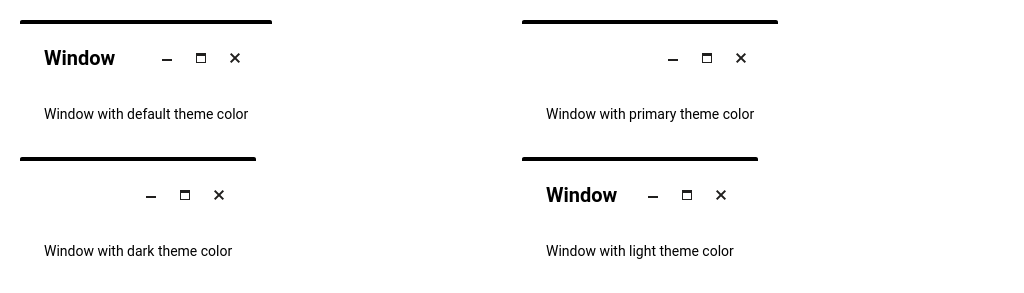 Window
Window with default theme color
Window with primary theme color
Window with dark theme color
Window
Window with light theme color